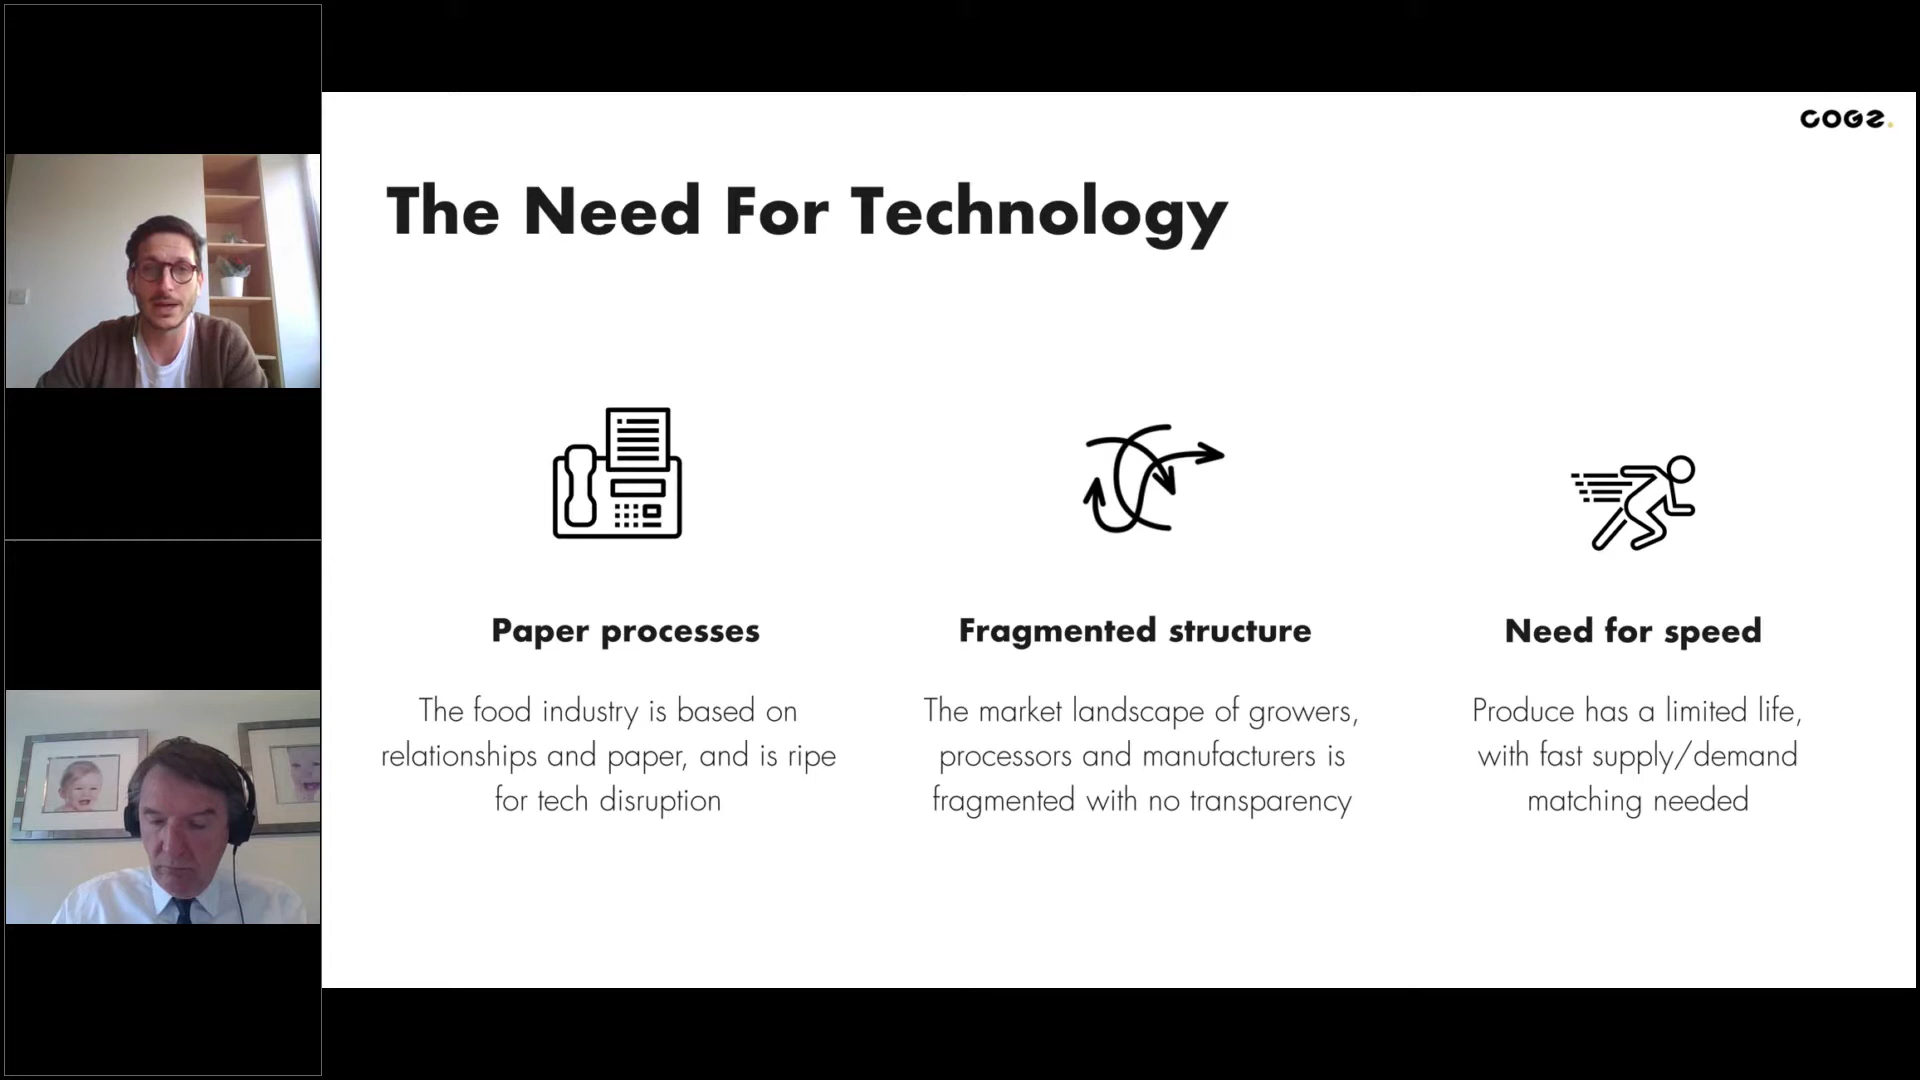 COGZ.
The Need For Technology
Paper processes
The food industry is based on
relationships and paper, and is ripe
for tech disruption
Fragmented structure
The market landscape of growers,
processors and manufacturers is
fragmented with no transparency
Need for speed
Produce has a limited life,
with fast supply/demand
matching needed